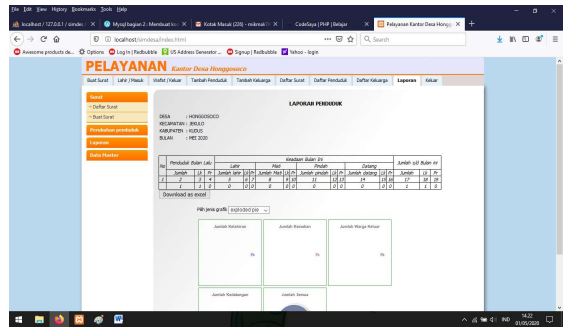 File Edit View History Bookmarks Tools Help
localhost / 127.0.0.1 / simdes
Mysql bagian 2 : Membuat
Kotak Masuk (226) - mikrmal
CodeSaya | PHP | Belajar
Pelayanan Kantor Desa Hongg
localhost/simdesa/index.html
Search
Awesome products de...
Options
Log In | Redbubble
US Address Generator ...
Signup | Redbubble
Yahoo - login
PELAYANAN Kantor Desa Honggosoco
Buat Surat
Lahir / Masuk
Wafat / Keluar
Tambah Penduduk
Tambah Keluarga
Daftar Surat
Daftar Penduduk
Daftar Keluarga
Laporan
Keluar
Surat
Daftar Surat
Buat Surat
Perubahan penduduk
Laporan
Data Master
LAPORAN PENDUDUK
DESA : HONGGOSOCO
KECAMATAN : JEKULO
KABUPATEN : KUDUS
BULAN : MEI 2020
No Penduduk Bulan Lalu Keadaan Bulan Ini Jumlah s/d Bulan ini
Lahir Mati Pindah Datang
Jumlah Lk Pr Jumlah lahir Lk Pr Jumlah Mati Lk Pr Jumlah pindah Lk Pr Jumlah datang Lk Pr Jumlah Lk Pr
1 2 3 4 5 6 7 8 9 10 11 12 13 14 15 16 17 18 19
1 1 0 0 0 0 0 0 0 0 0 0 0 0 0 1 1 0
Download as excel
Pilih jenis grafik exploded pie
Jumlah Kelahiran
Jumlah Kematian
Jumlah Warga Keluar
Pr
Pr
Pr
Jumlah Kedatangan
Jumlah Semua
IND
14.22
01/05/2020